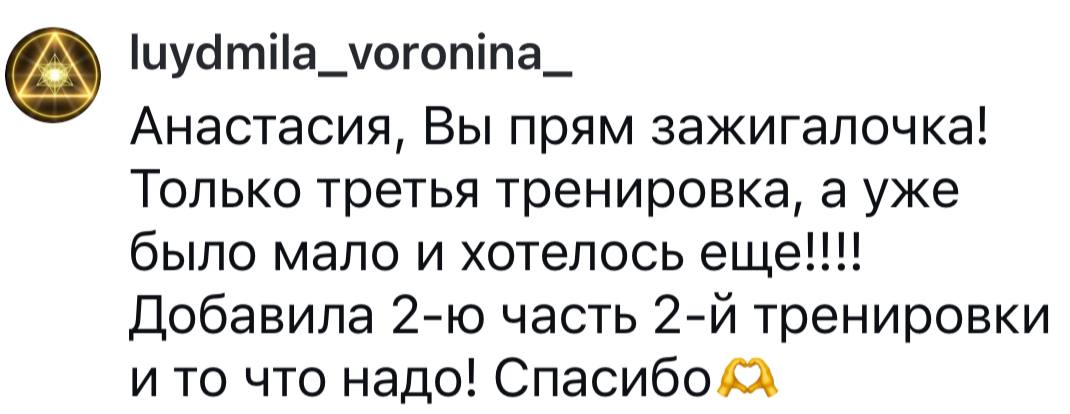 luydmila_voronina_
Анастасия, Вы прям зажигалочка!
Только третья тренировка, а уже
было мало и хотелось еще!!!!
Добавила 2-ю часть 2-й тренировки
и то что надо! Спасибо🫶